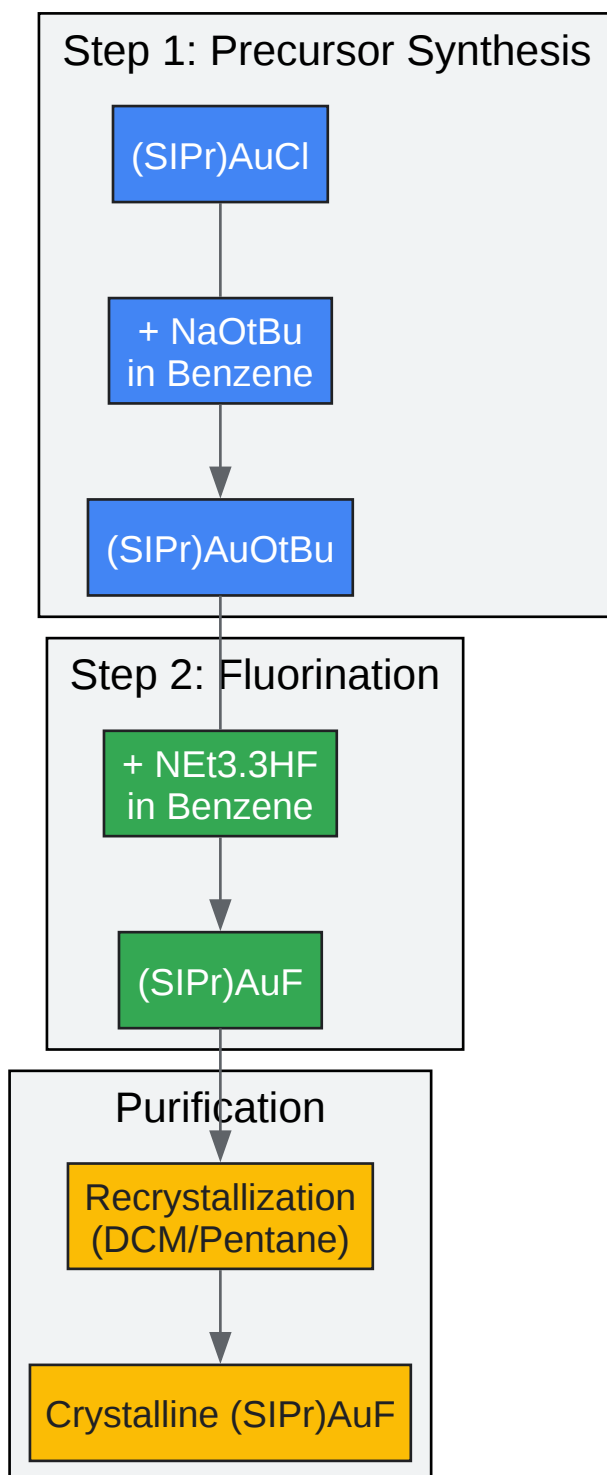 Step 1: Precursor Synthesis
(SIPr)AuCl
+ NaOtBu
in Benzene
(SIPr)AuOtBu
Step 2: Fluorination
+ NEt3.3HF
in Benzene
(SIPr)AuF
Purification
Recrystallization
(DCM/Pentane)
Crystalline (SIPr)AuF